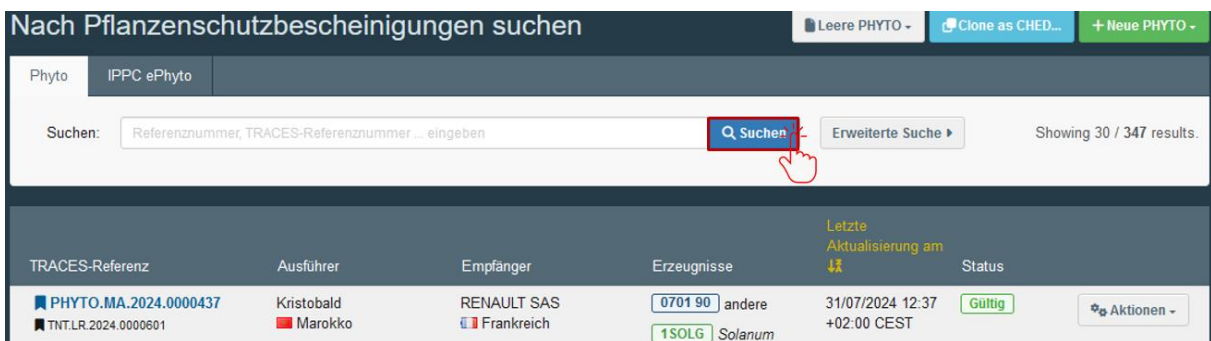 Nach Pflanzenschutzbescheinigungen suchen
Leere PHYTO
Clone as CHED...
+ Neue PHYTO
Phyto
IPPC ePhyto
Suchen:
Referenznummer, TRACES-Referenznummer ... eingeben
Suchen
Erweiterte Suche
Showing 30 / 347 results.
TRACES-Referenz
Ausführer
Empfänger
Erzeugnisse
Letzte
Aktualisierung am
Status
PHYTO.MA.2024.0000437
TNT.LR.2024.0000601
Kristobald
Marokko
RENAULT SAS
Frankreich
0701 90 andere
1SOLG Solanum
31/07/2024 12:37
+02:00 CEST
Gültig
Aktionen